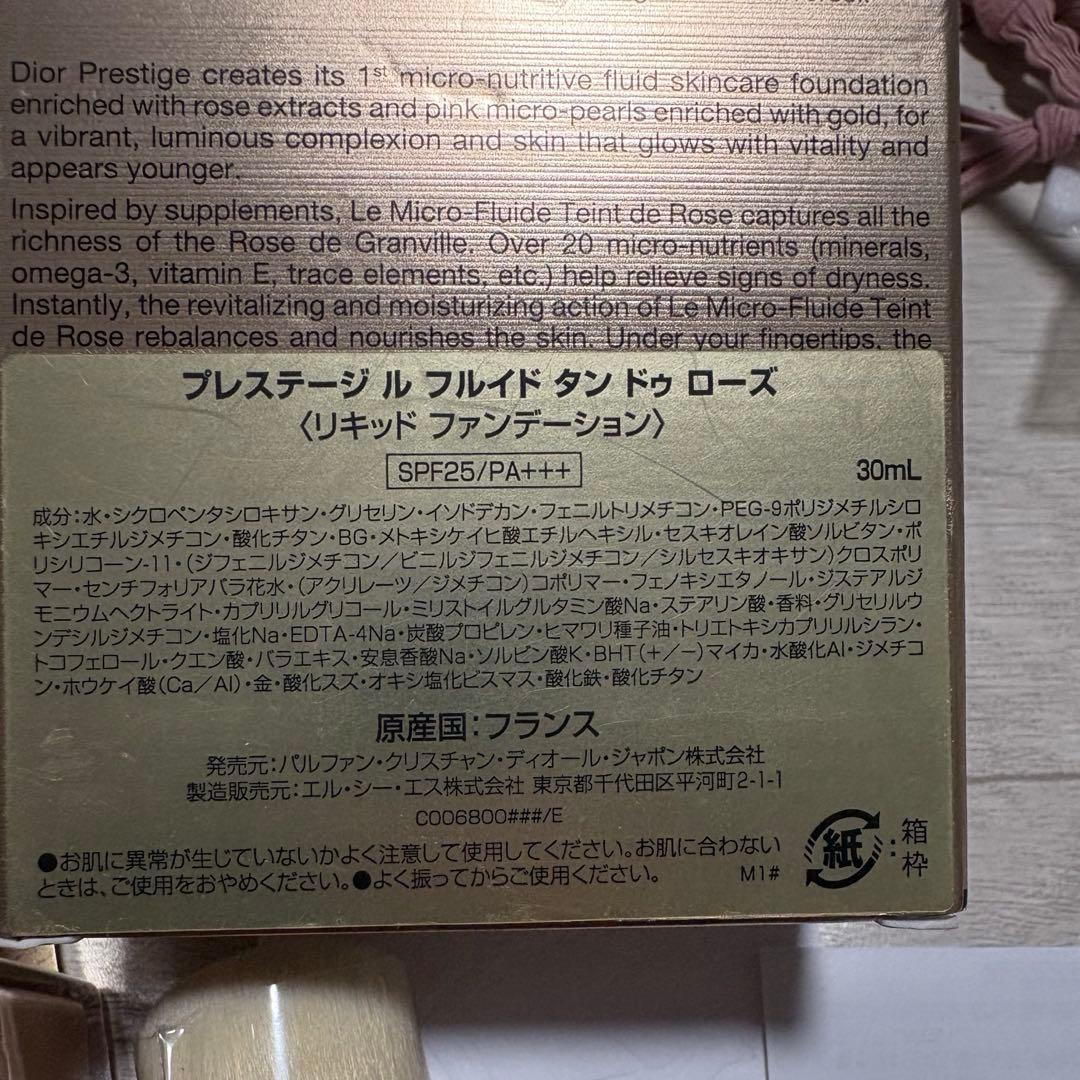 Dior Prestige creates its 1st micro-nutritive fluid skincare foundation
enriched with rose extracts and pink micro-pearls enriched with gold, for
a vibrant, luminous complexion and skin that glows with vitality and
appears younger.
Inspired by supplements, Le Micro-Fluide Teint de Rose captures all the
richness of the Rose de Granville. Over 20 micro-nutrients (minerals,
omega-3, vitamin E, trace elements, etc.) help relieve signs of dryness.
Instantly, the revitalizing and moisturizing action of Le Micro-Fluide Teint
de Rose rebalances and nourishes the skin. Under your fingertips, the
プレステージ ル フルイド タン ドゥ ローズ
〈リキッド ファンデーション〉
SPF25/PA+++ 30mL
成分:水・シクロペンタシロキサン・グリセリン・イソドデカン・フェニルトリメチコン・PEG-9ポリジメチルシロ
キシエチルジメチコン・酸化チタン・BG・メトキシケイヒ酸エチルヘキシル・セスキオレイン酸ソルビタン・ポ
リシリコーン-11・(ジフェニルジメチコン/ビニルジフェニルジメチコン/シルセスキオキサン)クロスポリ
マー・センチフォリアバラ花水・(アクリレーツ/ジメチコン)コポリマー・フェノキシエタノール・ジステアルジ
モニウムヘクトライト・カプリリルグリコール・ミリストイルグルタミン酸Na・ステアリン酸・香料・グリセリルウ
ンデシルジメチコン・塩化Na・EDTA-4Na・炭酸プロピレン・ヒマワリ種子油・トリエトキシカプリリルシラン・
トコフェロール・クエン酸・バラエキス・安息香酸Na・ソルビン酸K・BHT(+/-)マイカ・水酸化Al・ジメチコ
ン・ホウケイ酸(Ca/Al)・金・酸化スズ・オキシ塩化ビスマス・酸化鉄・酸化チタン
原産国:フランス
発売元:パルファン・クリスチャン・ディオール・ジャポン株式会社
製造販売元:エル・シー・エス株式会社 東京都千代田区平河町2-1-1
C006800###/E
●お肌に異常が生じていないかよく注意して使用してください。お肌に合わない
ときは、ご使用をおやめください。●よく振ってからご使用ください。 M1#
紙:箱
枠